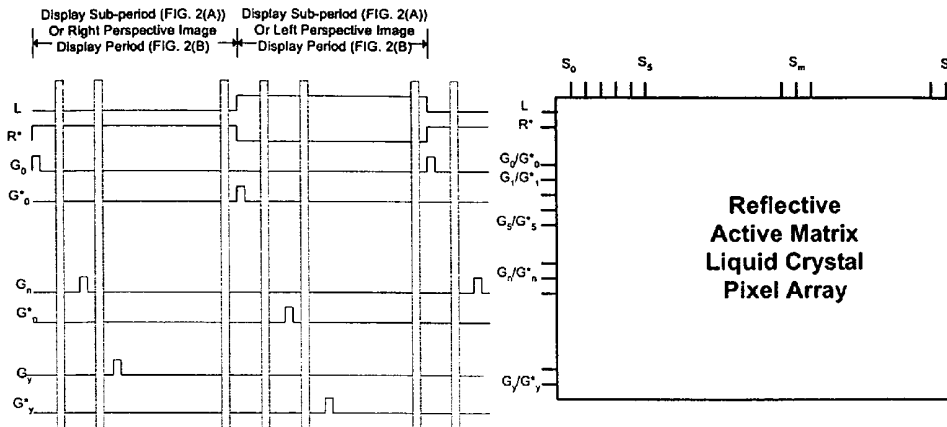 Display Sub-period (FIG. 2(A))
Or Right Perspective Image
Display Period (FIG. 2(B)
Display Sub-period (FIG. 2(A))
Or Left Perspective Image
Display Period (FIG. 2(B)
L
R*
G0
G*0
Gn
G*n
Gy
G*y
S0
S5
Sm
S
L
R*
G0/G*0
G1/G*1
G5/G*5
Gn/G*n
Gy/G*y
Reflective
Active Matrix
Liquid Crystal
Pixel Array